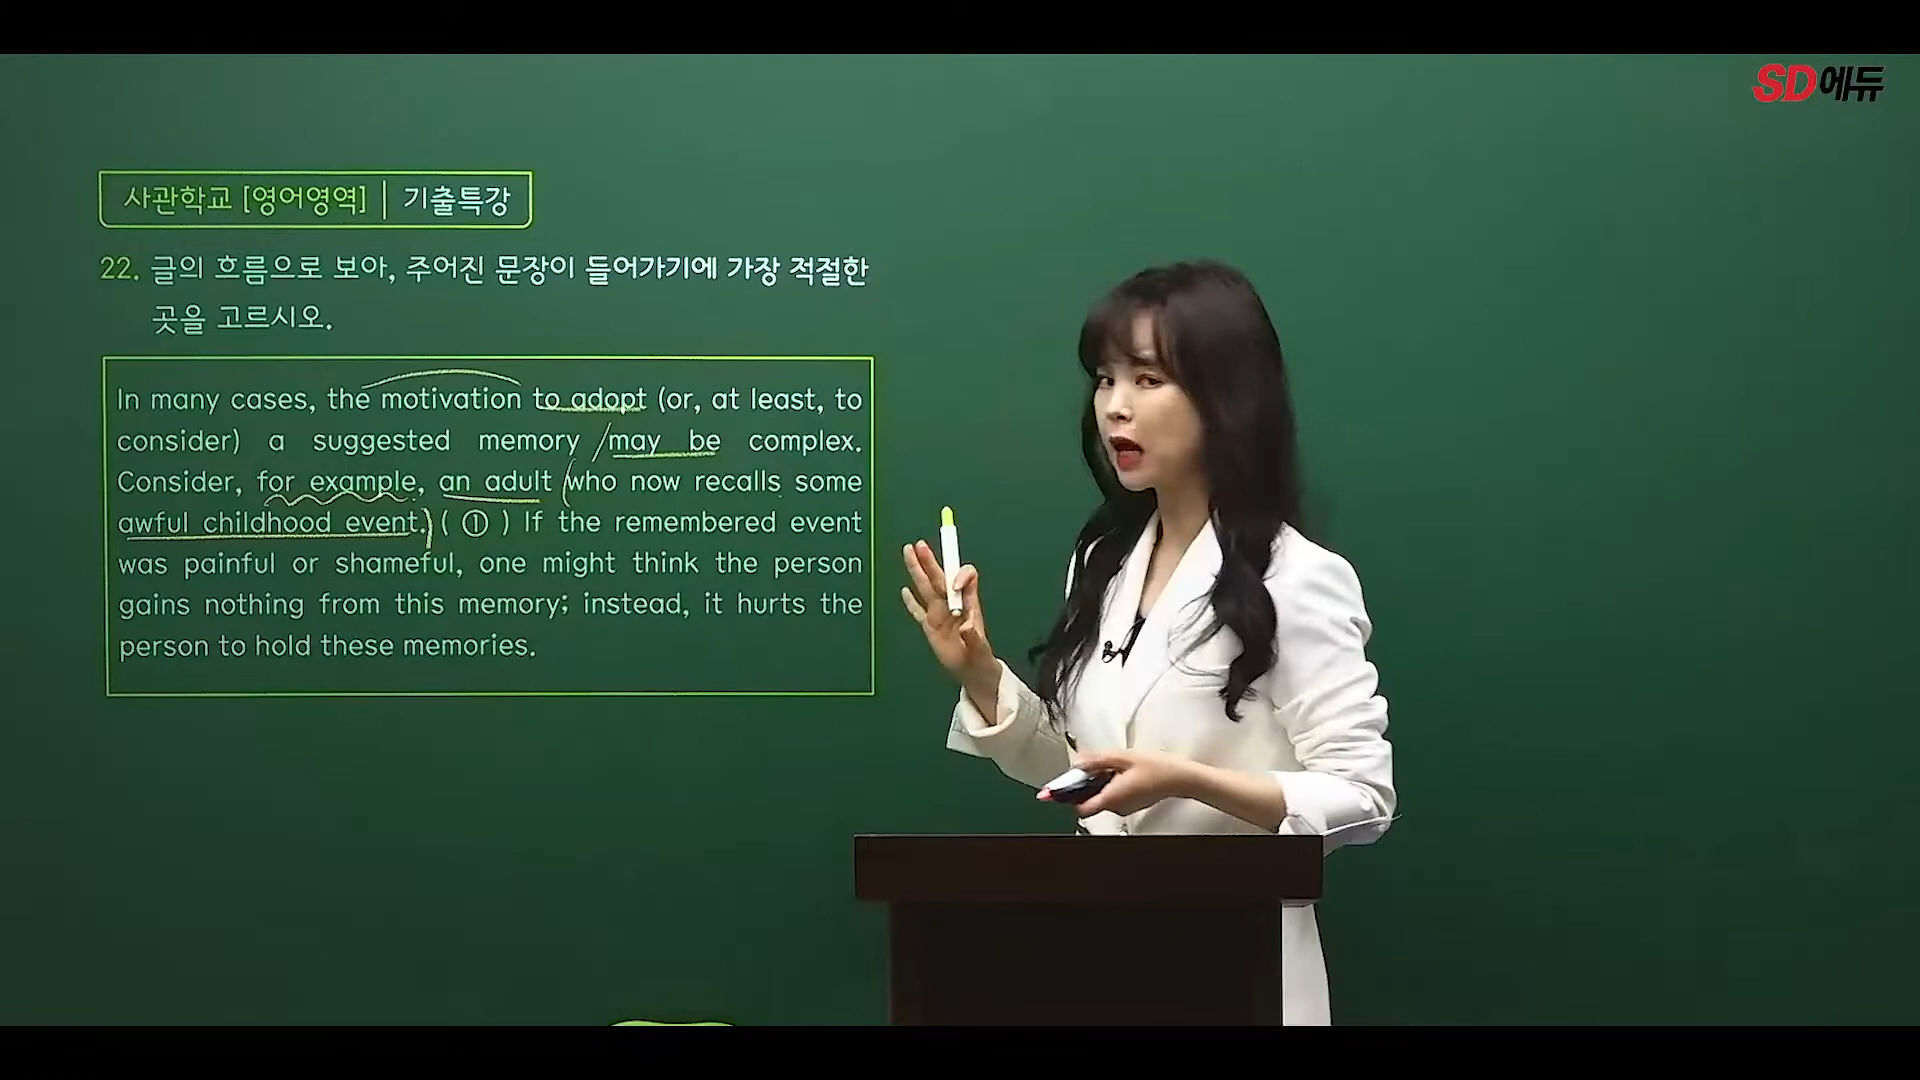 SD에듀
사관학교 [영어영역] | 기출특강
22. 글의 흐름으로 보아, 주어진 문장이 들어가기에 가장 적절한
곳을 고르시오.
In many cases, the motivation to adopt (or, at least, to
consider) a suggested memory may be complex.
Consider, for example, an adult who now recalls some
awful childhood event. ( ① ) If the remembered event
was painful or shameful, one might think the person
gains nothing from this memory; instead, it hurts the
person to hold these memories.